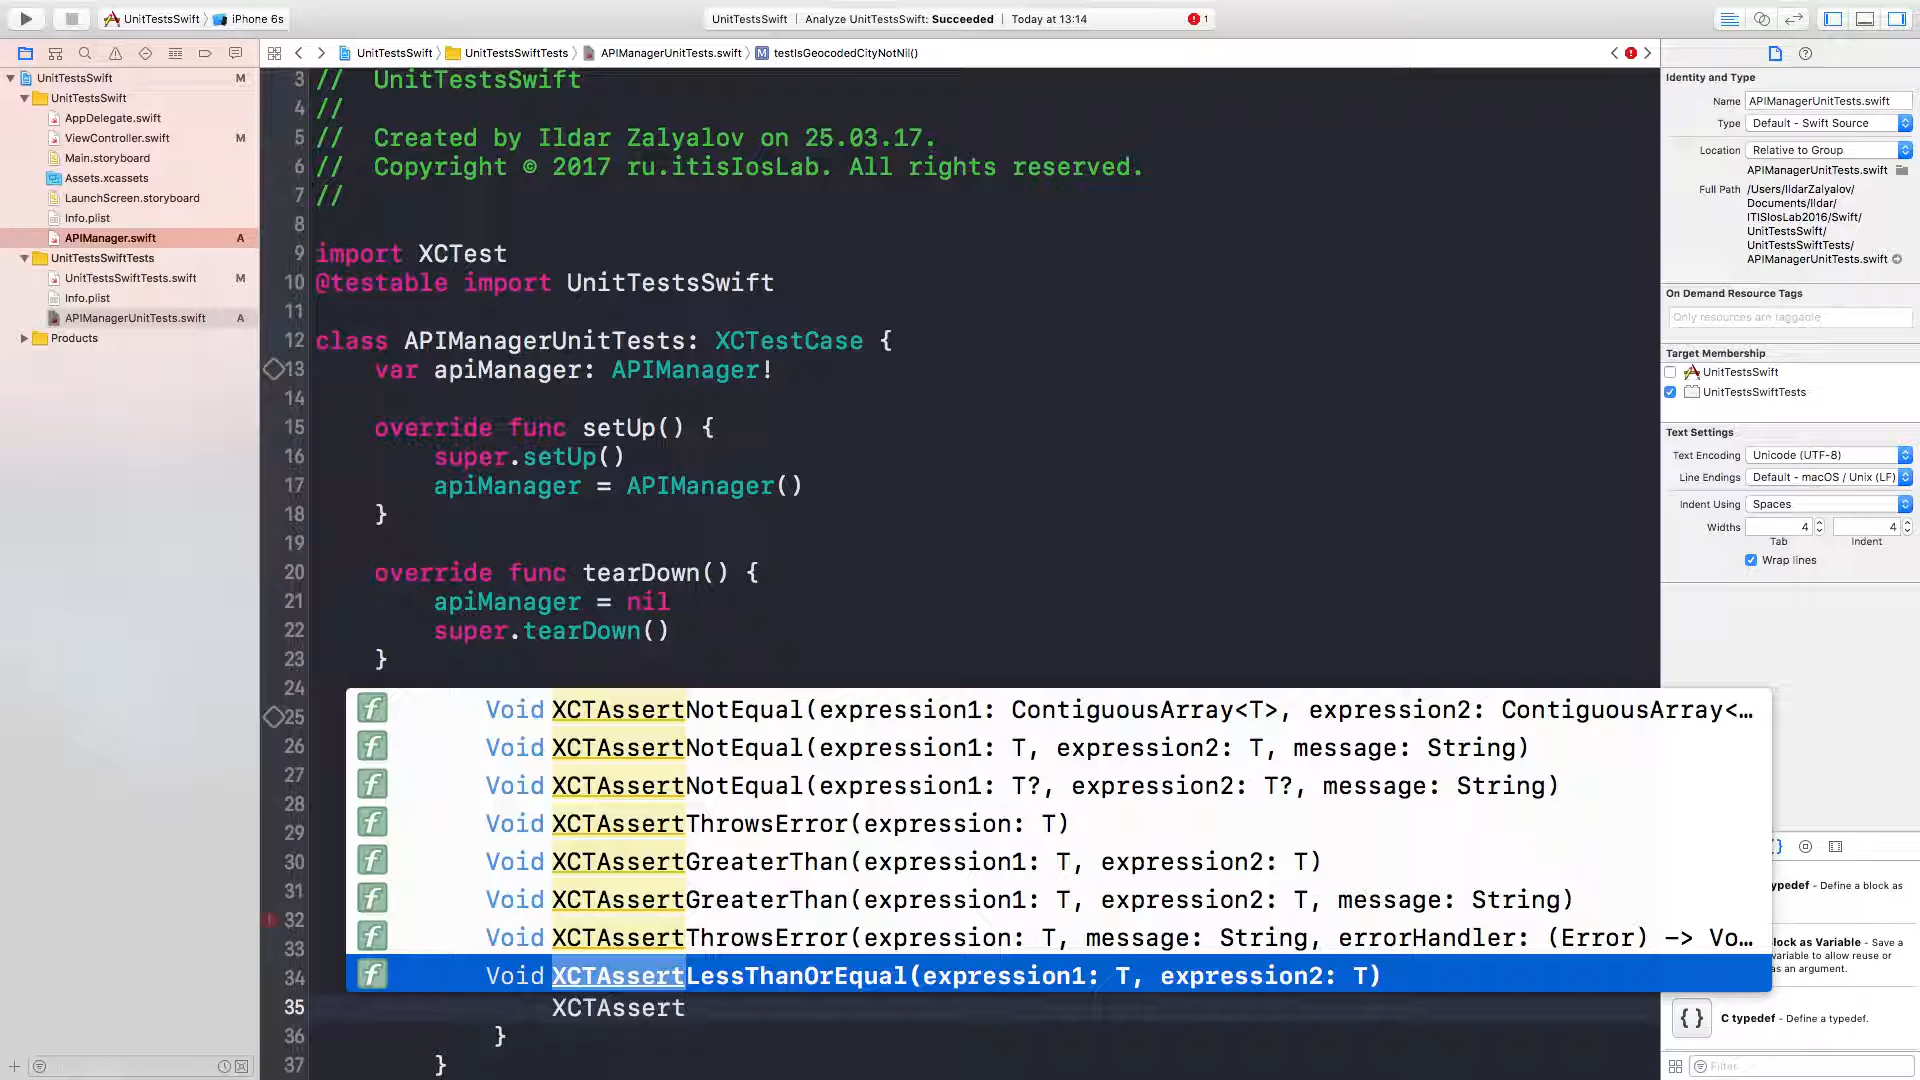 UnitTestsSwift
iPhone 6s
UnitTestsSwift | Analyze UnitTestsSwift: Succeeded | Today at 13:14
1
UnitTestsSwift
UnitTestsSwiftTests
APIManagerUnitTests.swift
M testIsGeocodedCityNotNil()
UnitTestsSwift M
UnitTestsSwift
AppDelegate.swift
ViewController.swift M
Main.storyboard
Assets.xcassets
LaunchScreen.storyboard
Info.plist
APIManager.swift A
UnitTestsSwiftTests
UnitTestsSwiftTests.swift M
Info.plist
APIManagerUnitTests.swift A
Products
3 //  UnitTestsSwift
4 //
5 //  Created by Ildar Zalyalov on 25.03.17.
6 //  Copyright © 2017 ru.itisIosLab. All rights reserved.
7 //
8
9 import XCTest
10 @testable import UnitTestsSwift
11
12 class APIManagerUnitTests: XCTestCase {
13     var apiManager: APIManager!
14
15     override func setUp() {
16         super.setUp()
17         apiManager = APIManager()
18     }
19
20     override func tearDown() {
21         apiManager = nil
22         super.tearDown()
23     }
24
25
26
27
28
29
30
31
32
33
34
f Void XCTAssertNotEqual(expression1: ContiguousArray<T>, expression2: ContiguousArray<…
f Void XCTAssertNotEqual(expression1: T, expression2: T, message: String)
f Void XCTAssertNotEqual(expression1: T?, expression2: T?, message: String)
f Void XCTAssertThrowsError(expression: T)
f Void XCTAssertGreaterThan(expression1: T, expression2: T)
f Void XCTAssertGreaterThan(expression1: T, expression2: T, message: String)
f Void XCTAssertThrowsError(expression: T, message: String, errorHandler: (Error) -> Vo…
f Void XCTAssertLessThanOrEqual(expression1: T, expression2: T)
35 XCTAssert
36 }
37 }
Identity and Type
Name APIManagerUnitTests.swift
Type Default - Swift Source
Location Relative to Group
APIManagerUnitTests.swift
Full Path /Users/IldarZalyalov/
Documents/Ildar/
ITISIosLab2016/Swift/
UnitTestsSwift/
UnitTestsSwiftTests/
APIManagerUnitTests.swift
On Demand Resource Tags
Only resources are taggable
Target Membership
UnitTestsSwift
UnitTestsSwiftTests
Text Settings
Text Encoding Unicode (UTF-8)
Line Endings Default - macOS / Unix (LF)
Indent Using Spaces
Widths 4 4
Tab Indent
Wrap lines
ypedef - Define a block as
lock as Variable - Save a
variable to allow reuse or
as an argument.
{ } C typedef - Define a typedef.
Filter